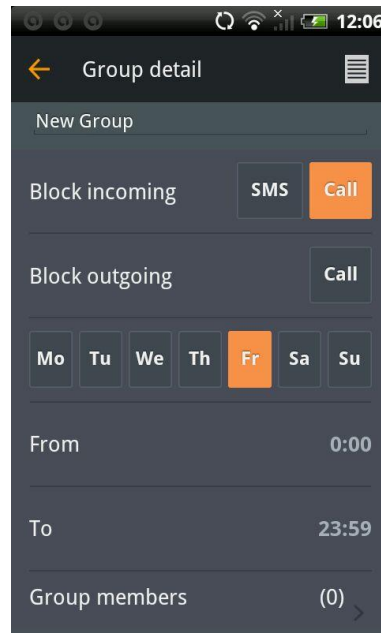 12:06
Group detail
New Group
Block incoming SMS Call
Block outgoing Call
Mo Tu We Th Fr Sa Su
From 0:00
To 23:59
Group members (0)